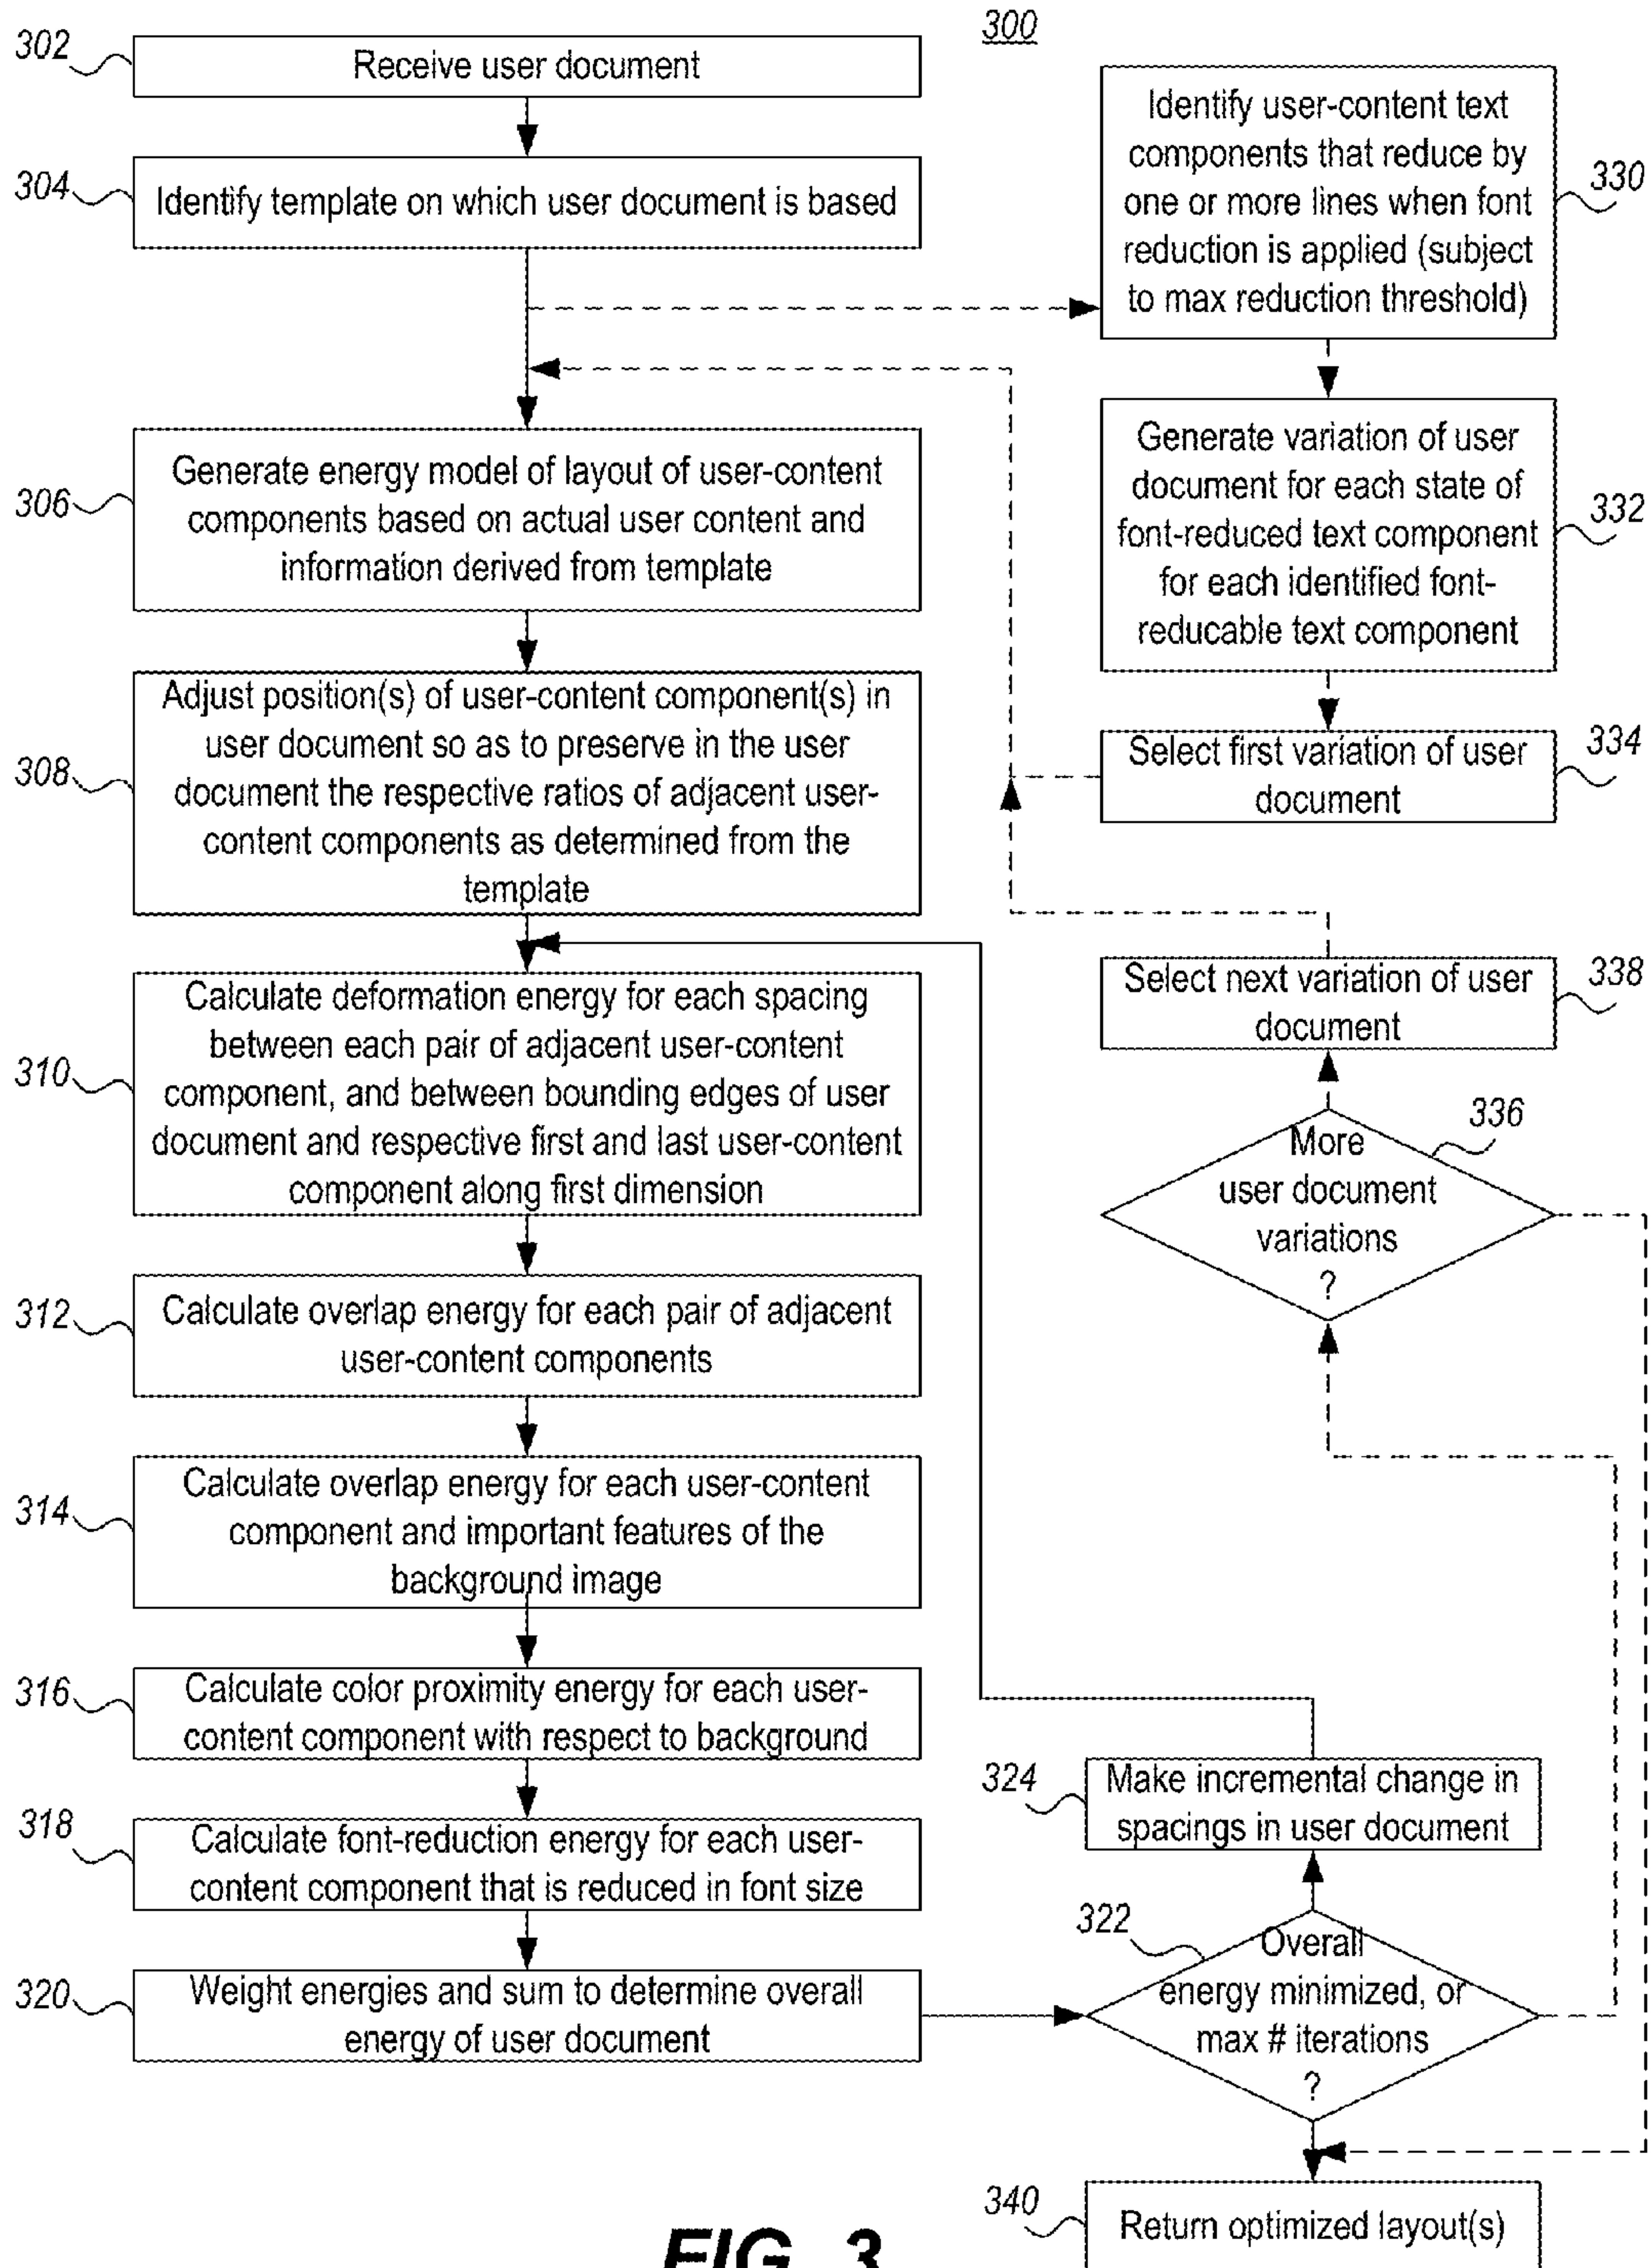 300
302
Receive user document
304
Identify template on which user document is based
306
Generate energy model of layout of user-content
components based on actual user content and
information derived from template
308
Adjust position(s) of user-content component(s) in
user document so as to preserve in the user
document the respective ratios of adjacent user-
content components as determined from the
template
310
Calculate deformation energy for each spacing
between each pair of adjacent user-content
component, and between bounding edges of user
document and respective first and last user-content
component along first dimension
312
Calculate overlap energy for each pair of adjacent
user-content components
314
Calculate overlap energy for each user-content
component and important features of the
background image
316
Calculate color proximity energy for each user-
content component with respect to background
318
Calculate font-reduction energy for each user-
content component that is reduced in font size
320
Weight energies and sum to determine overall
energy of user document
330
Identify user-content text
components that reduce by
one or more lines when font
reduction is applied (subject
to max reduction threshold)
332
Generate variation of user
document for each state of
font-reduced text component
for each identified font-
reducable text component
334
Select first variation of user
document
338
Select next variation of user
document
336
More
user document
variations
?
324
Make incremental change in
spacings in user document
322
Overall
energy minimized, or
max # iterations
?
340
Return optimized layout(s)
FIG. 3